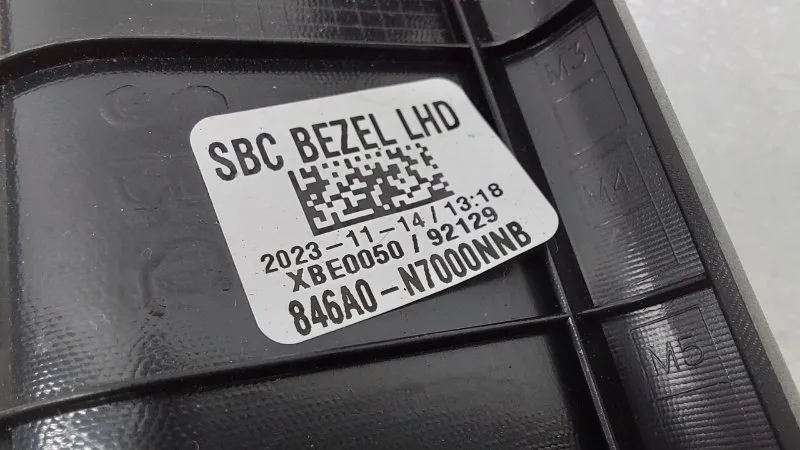 SBC BEZEL LHD
2023-11-14 / 13:18
XBE0050 / 92129
846A0-N7000NNB
M3
M4
M5